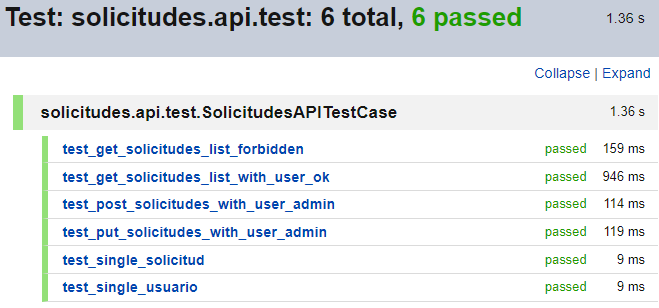 Test: solicitudes.api.test: 6 total, 6 passed 1.36 s
Collapse | Expand
solicitudes.api.test.SolicitudesAPITestCase 1.36 s
test_get_solicitudes_list_forbidden passed 159 ms
test_get_solicitudes_list_with_user_ok passed 946 ms
test_post_solicitudes_with_user_admin passed 114 ms
test_put_solicitudes_with_user_admin passed 119 ms
test_single_solicitud passed 9 ms
test_single_usuario passed 9 ms